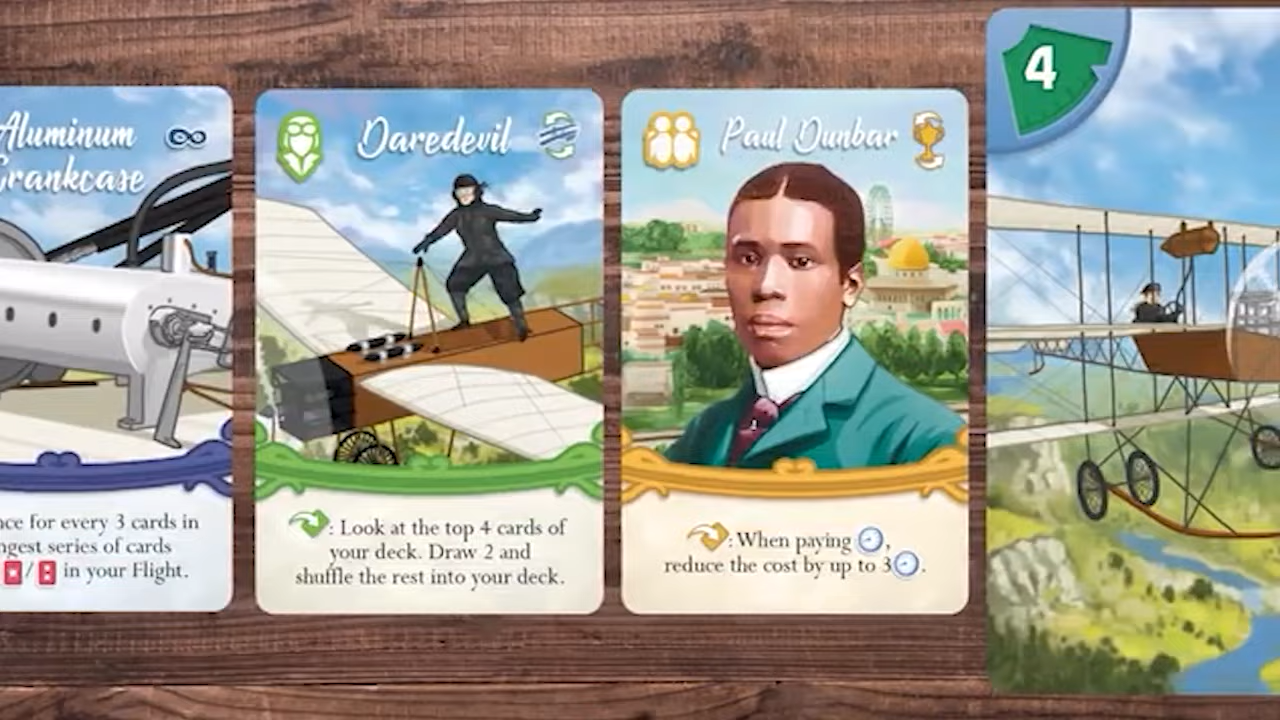 Aluminum
Crankcase
for every 3 cards in
series of cards
/ in your Flight.
Daredevil
: Look at the top 4 cards of
your deck. Draw 2 and
shuffle the rest into your deck.
Paul Dunbar
: When paying ,
reduce the cost by up to 3 .
4